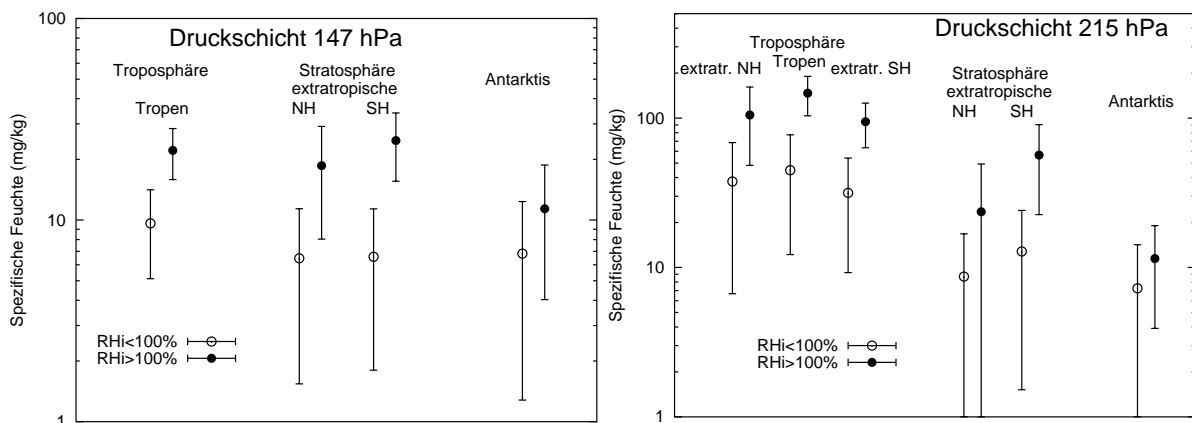 Druckschicht 147 hPa
Troposphäre
Stratosphäre
extratropische
Antarktis
Tropen
NH
SH
Spezifische Feuchte (mg/kg)
100
10
1
RHi<100%
RHi>100%
Druckschicht 215 hPa
Troposphäre
extratr. NH
Tropen
extratr. SH
Stratosphäre
extratropische
NH
SH
Antarktis
Spezifische Feuchte (mg/kg)
100
10
1
RHi<100%
RHi>100%